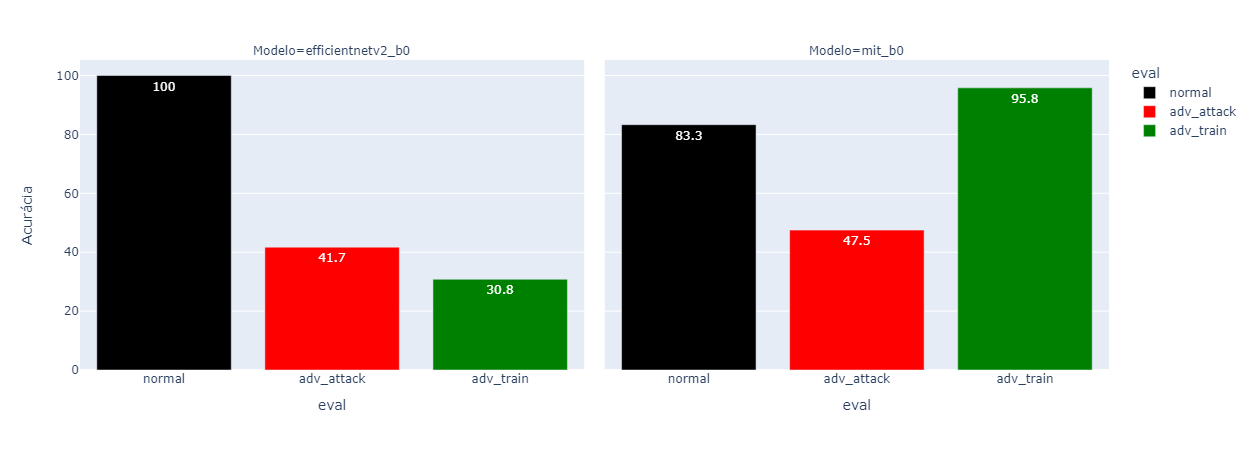 Modelo=efficientnetv2_b0
Modelo=mit_b0
eval
normal
adv_attack
adv_train
Acurácia
100
80
60
40
20
0
100
41.7
30.8
83.3
47.5
95.8
normal
adv_attack
adv_train
normal
adv_attack
adv_train
eval
eval